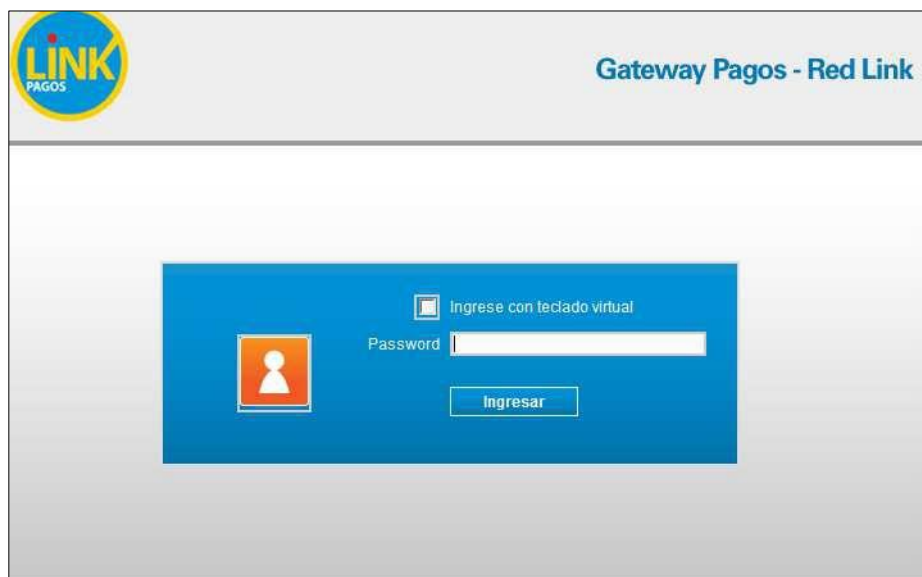 LINK
PAGOS
Gateway Pagos - Red Link
Ingrese con teclado virtual
Password
Ingresar